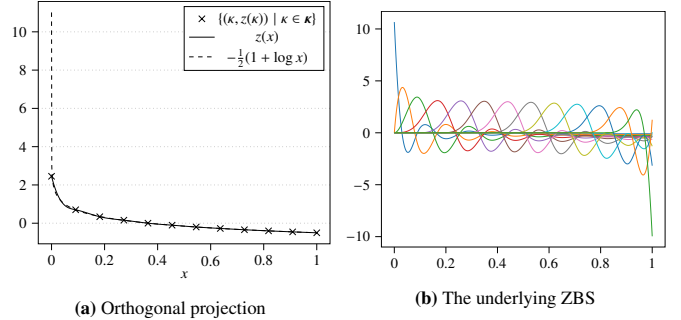 {(κ, z(κ)) | κ ∈ κ}
z(x)
−½(1 + log x)
10
8
6
4
2
0
0 0.2 0.4 0.6 0.8 1
x
(a) Orthogonal projection
10
5
0
−5
−10
0 0.2 0.4 0.6 0.8 1
(b) The underlying ZBS